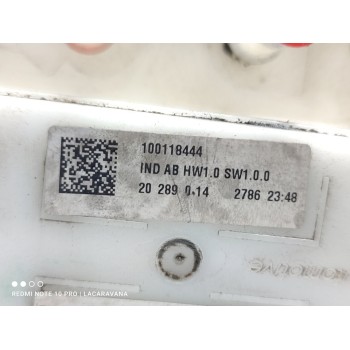 100118444
IND AB HW1.0 SW1.0.0
20 289 0 14 2786 23:48
REDMI NOTE 10 PRO | LACARAVANA